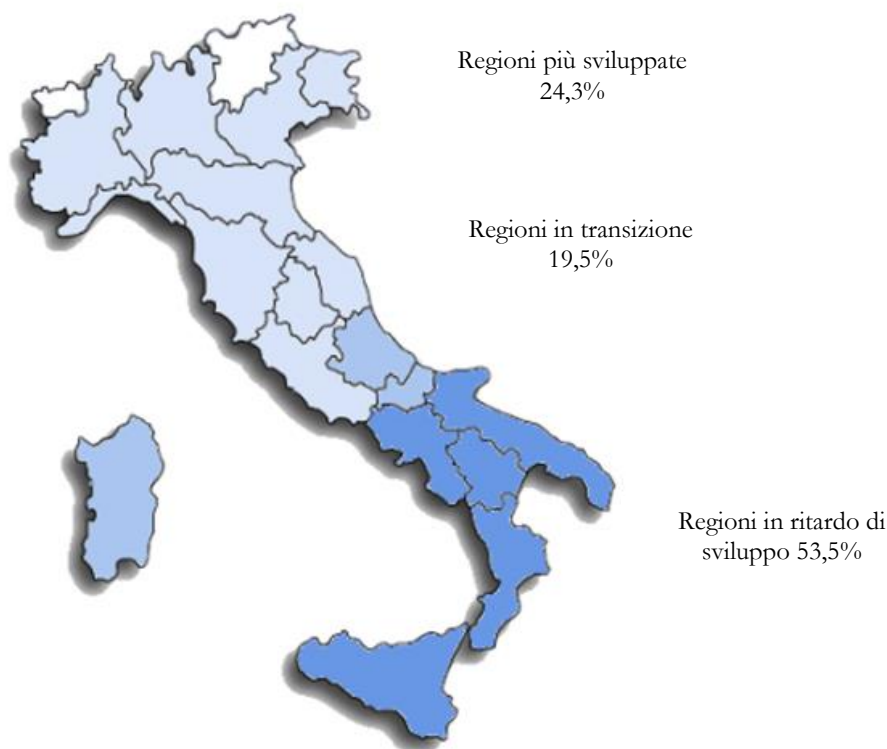 Regioni più sviluppate
24,3%
Regioni in transizione
19,5%
Regioni in ritardo di
sviluppo 53,5%